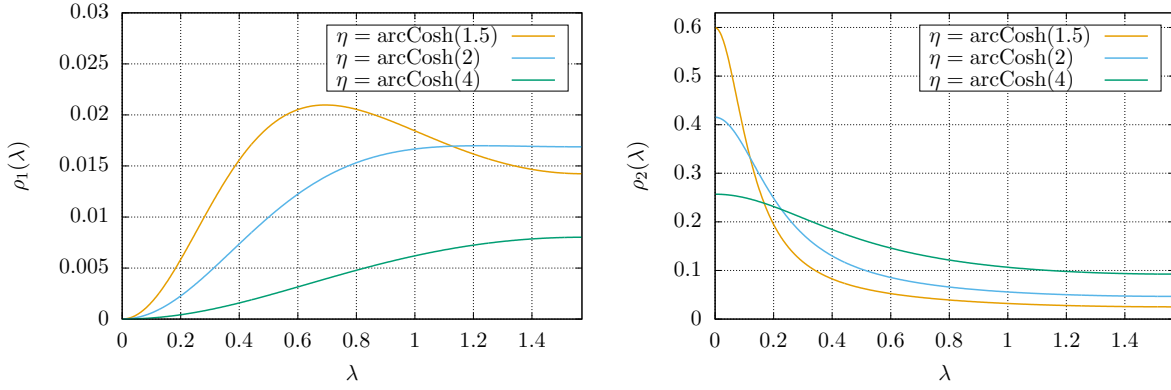 0.03
0.025
0.02
0.015
0.01
0.005
0
ρ₁(λ)
η = arcCosh(1.5)
η = arcCosh(2)
η = arcCosh(4)
0 0.2 0.4 0.6 0.8 1 1.2 1.4
λ
0.6
0.5
0.4
0.3
0.2
0.1
0
ρ₂(λ)
η = arcCosh(1.5)
η = arcCosh(2)
η = arcCosh(4)
0 0.2 0.4 0.6 0.8 1 1.2 1.4
λ